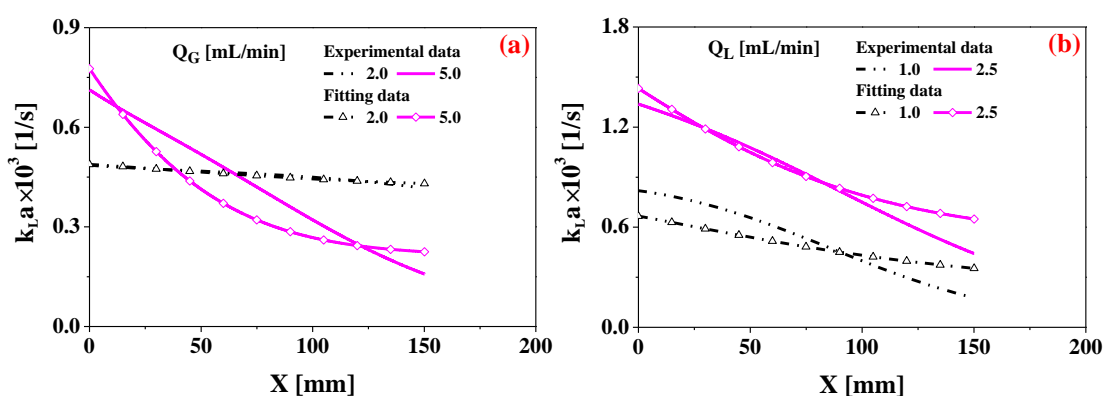 Q_G [mL/min]
(a)
Experimental data
2.0 5.0
Fitting data
2.0 5.0
0.9
0.6
0.3
0.0
k_La×10^3 [1/s]
0 50 100 150 200
X [mm]
Q_L [mL/min]
(b)
Experimental data
1.0 2.5
Fitting data
1.0 2.5
1.8
1.2
0.6
0.0
k_La×10^3 [1/s]
0 50 100 150 200
X [mm]